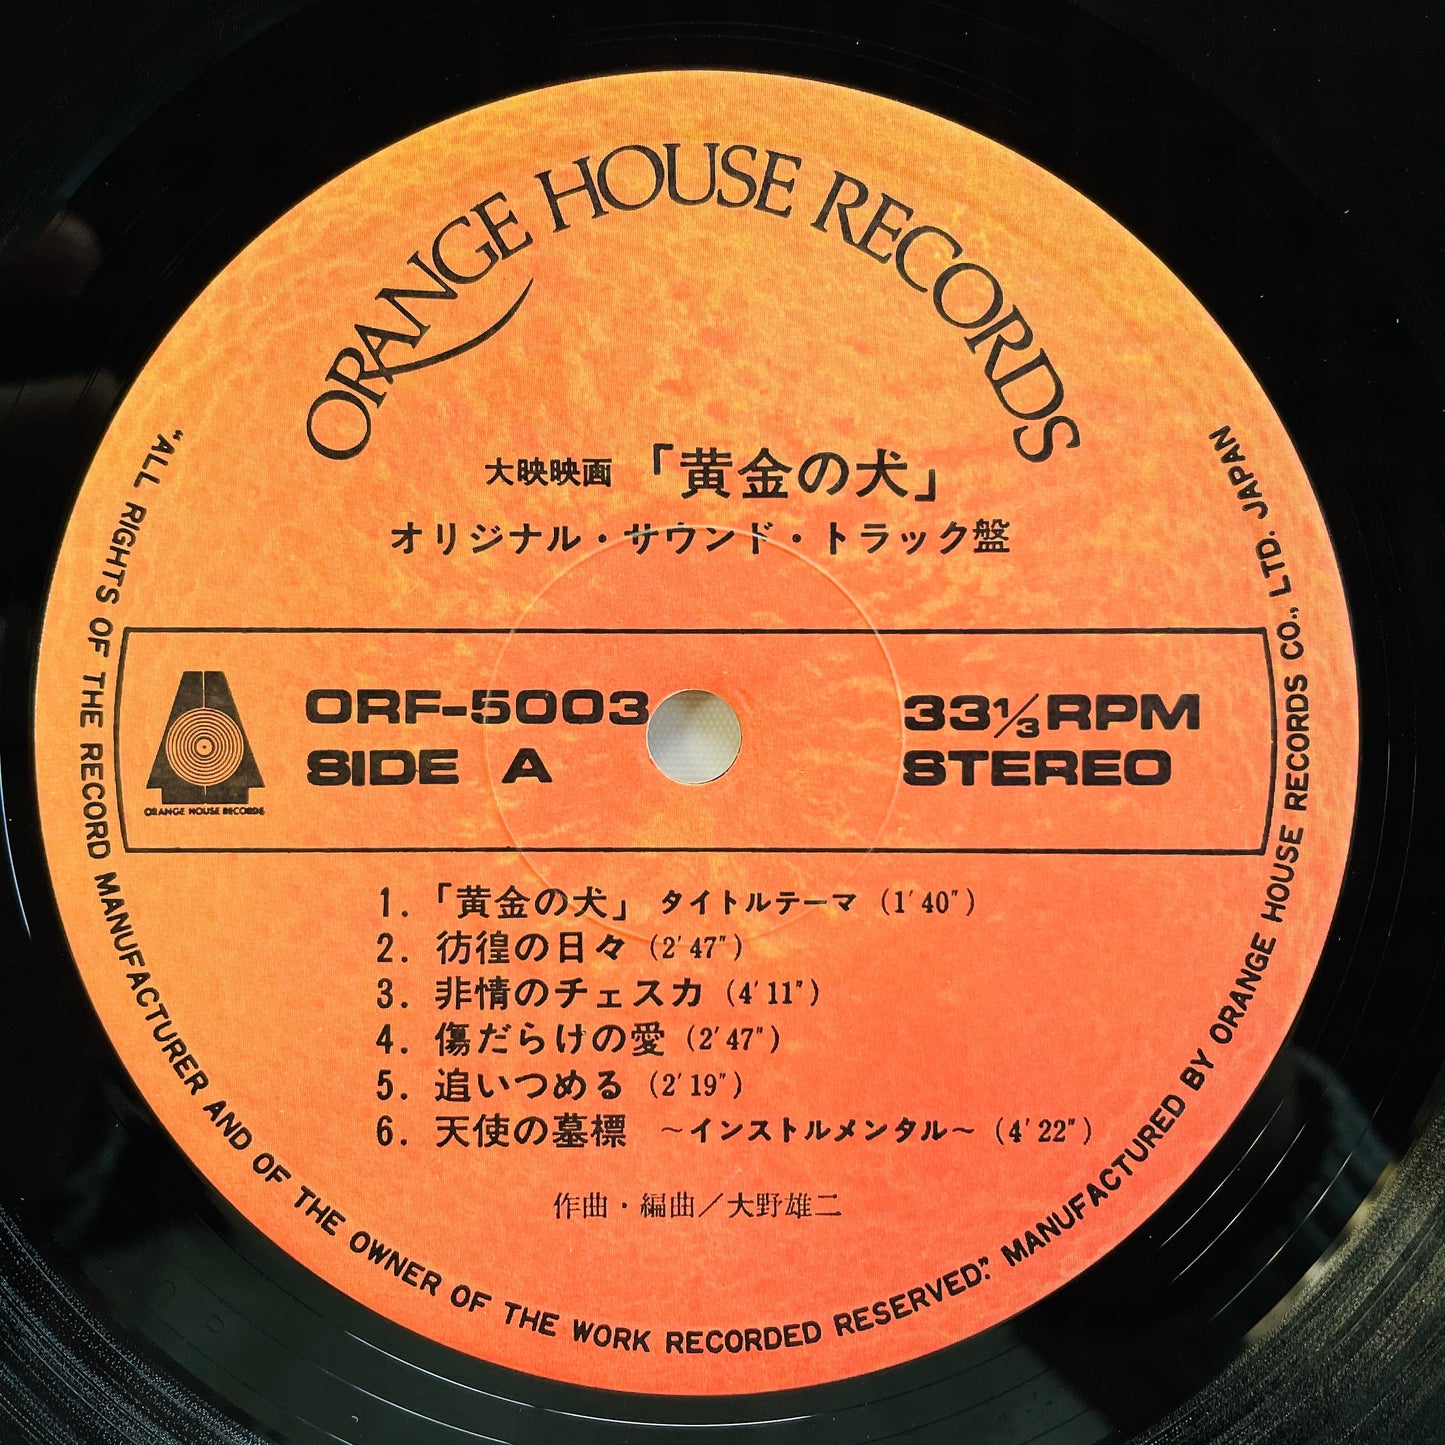 ORANGE HOUSE RECORDS
大映映画 「黄金の犬」
オリジナル・サウンド・トラック盤
ORF-5003
SIDE A
33 1/3 RPM
STEREO
ORANGE HOUSE RECORDS
1. 「黄金の犬」 タイトルテーマ (1′40″)
2. 彷徨の日々 (2′47″)
3. 非情のチェスカ (4′11″)
4. 傷だらけの愛 (2′47″)
5. 追いつめる (2′19″)
6. 天使の墓標 ～インストルメンタル～ (4′22″)
作曲・編曲／大野雄二
“ALL RIGHTS OF THE RECORD MANUFACTURER AND OF THE OWNER OF THE WORK RECORDED RESERVED.” MANUFACTURED BY ORANGE HOUSE RECORDS CO., LTD. JAPAN